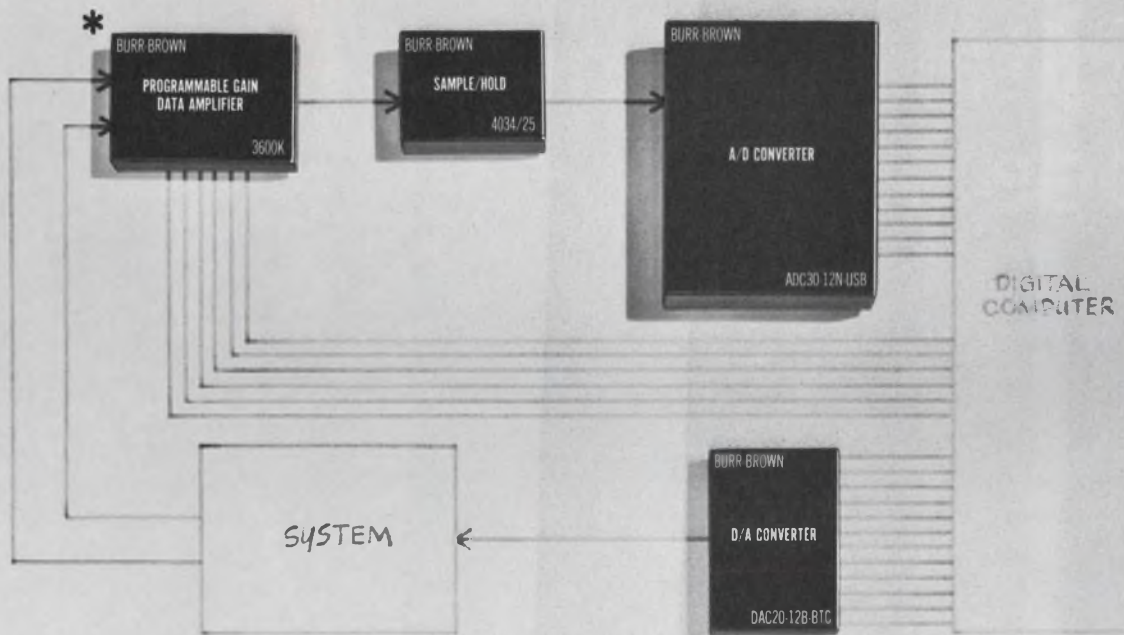 *
BURR-BROWN
PROGRAMMABLE GAIN
DATA AMPLIFIER
3600K
BURR-BROWN
SAMPLE/HOLD
4034/25
BURR-BROWN
A/D CONVERTER
ADC30-12N-USB
DIGITAL
COMPUTER
SYSTEM
BURR-BROWN
D/A CONVERTER
DAC20-12B-BTC